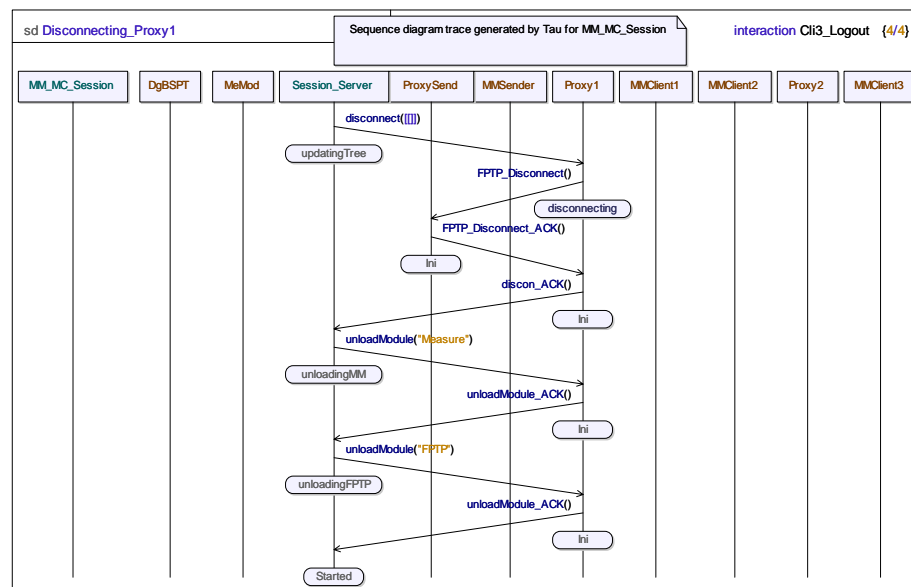 sd Disconnecting_Proxy1
Sequence diagram trace generated by Tau for MM_MC_Session
interaction Cli3_Logout {4/4}
MM_MC_Session DgBSPT MeMod Session_Server ProxySend MMSender Proxy1 MMClient1 MMClient2 Proxy2 MMClient3
disconnect([[]])
updatingTree
FPTP_Disconnect()
disconnecting
FPTP_Disconnect_ACK()
Ini
discon_ACK()
Ini
unloadModule("Measure")
unloadingMM
unloadModule_ACK()
Ini
unloadModule("FPTP")
unloadingFPTP
unloadModule_ACK()
Ini
Started